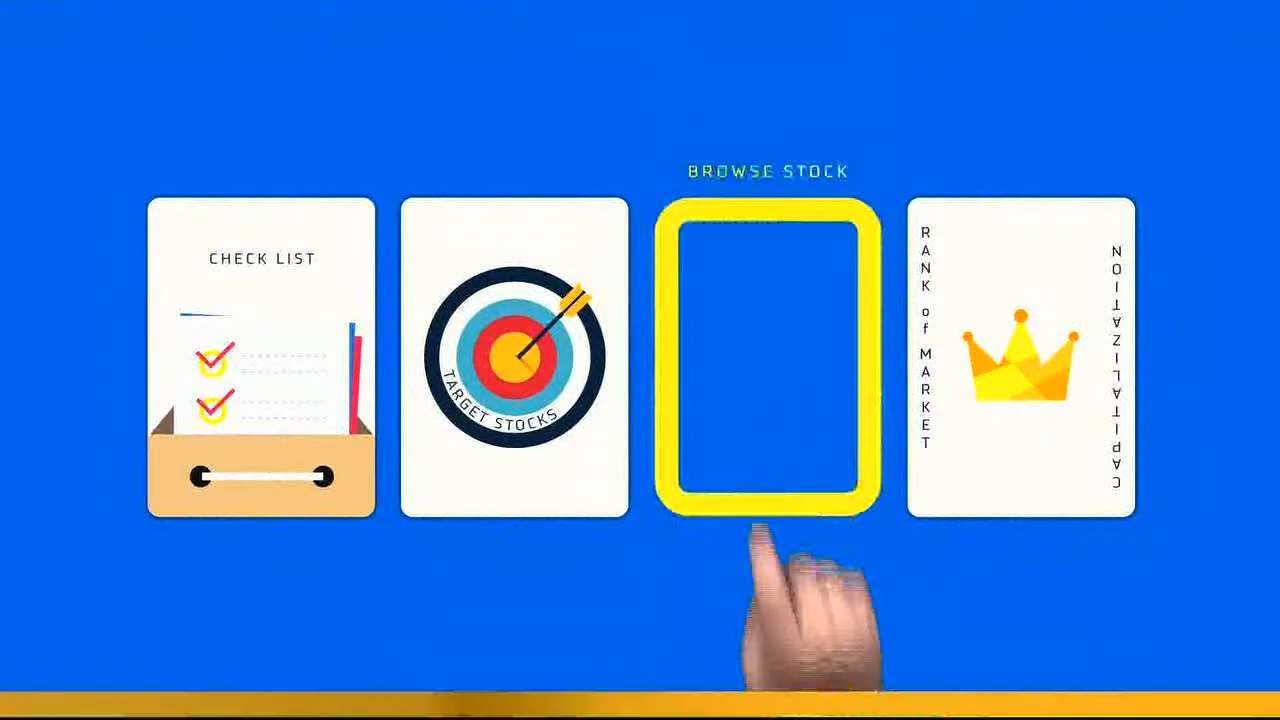 BROWSE STOCK
CHECK LIST
TARGET STOCKS
RANK of MARKET
CAPITALIZATION